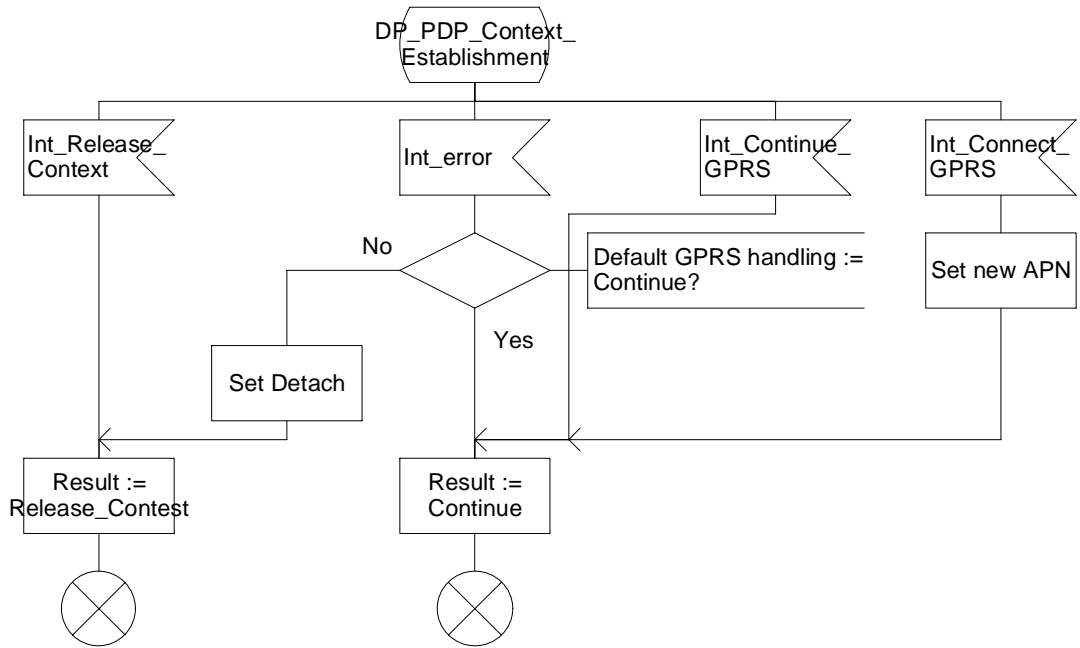 DP_PDP_Context_
Establishment
Int_Release_
Context
Int_error
Int_Continue_
GPRS
Int_Connect_
GPRS
No
Default GPRS handling :=
Continue?
Set new APN
Yes
Set Detach
Result :=
Release_Contest
Result :=
Continue